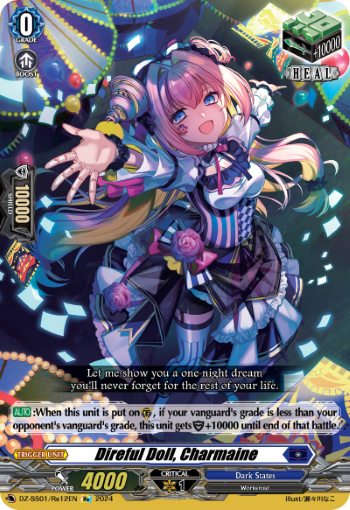 0
GRADE
BOOST
+10000
HEAL
10000
SHIELD
Let me show you a one-night dream
you'll never forget for the rest of your life.
AUTO:When this unit is put on G, if your vanguard's grade is less than your
opponent's vanguard's grade, this unit gets +10000 until end of that battle.
TRIGGER UNIT
Direful Doll, Charmaine
POWER 4000
CRITICAL
1
Dark States
Workeroid
DZ-SS01/Re12EN 2024
illust/瀬々川なこ